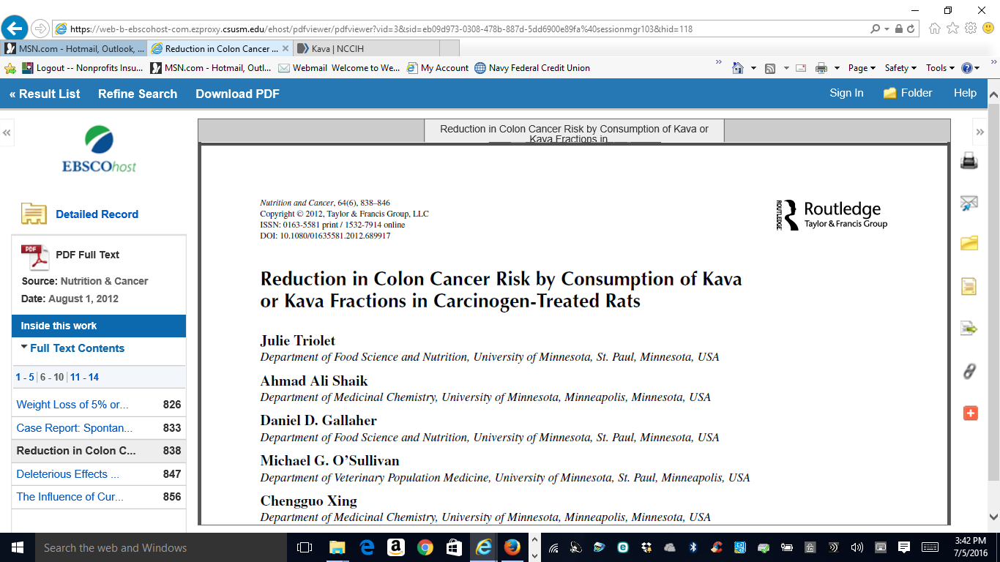 https://web-b-ebscohost-com.ezproxy.csusm.edu/ehost/pdfviewer/pdfviewer?vid=3&sid=eb09d973-0308-478b-887d-5dd6900e89fa%40sessionmgr103&hid=118
MSN.com - Hotmail, Outlook, ...
Reduction in Colon Cancer ...
Kava | NCCIH
Logout -- Nonprofits Insu...
MSN.com - Hotmail, Outl...
Webmail Welcome to We...
My Account
Navy Federal Credit Union
Page
Safety
Tools
« Result List
Refine Search
Download PDF
Sign In
Folder
Help
Reduction in Colon Cancer Risk by Consumption of Kava or
Kava Fractions in
EBSCOhost
Detailed Record
PDF
PDF Full Text
Source: Nutrition & Cancer
Date: August 1, 2012
Inside this work
Full Text Contents
1 - 5 | 6 - 10 | 11 - 14
Weight Loss of 5% or... 826
Case Report: Spontan... 833
Reduction in Colon C... 838
Deleterious Effects ... 847
The Influence of Cur... 856
Nutrition and Cancer, 64(6), 838–846
Copyright © 2012, Taylor & Francis Group, LLC
ISSN: 0163-5581 print / 1532-7914 online
DOI: 10.1080/01635581.2012.689917
ROUTLEDGE
Routledge
Taylor & Francis Group
Reduction in Colon Cancer Risk by Consumption of Kava
or Kava Fractions in Carcinogen-Treated Rats
Julie Triolet
Department of Food Science and Nutrition, University of Minnesota, St. Paul, Minnesota, USA
Ahmad Ali Shaik
Department of Medicinal Chemistry, University of Minnesota, Minneapolis, Minnesota, USA
Daniel D. Gallaher
Department of Food Science and Nutrition, University of Minnesota, St. Paul, Minnesota, USA
Michael G. O’Sullivan
Department of Veterinary Population Medicine, University of Minnesota, St. Paul, Minneapolis, USA
Chengguo Xing
Department of Medicinal Chemistry, University of Minnesota, Minneapolis, Minnesota, USA
Search the web and Windows
3:42 PM
7/5/2016